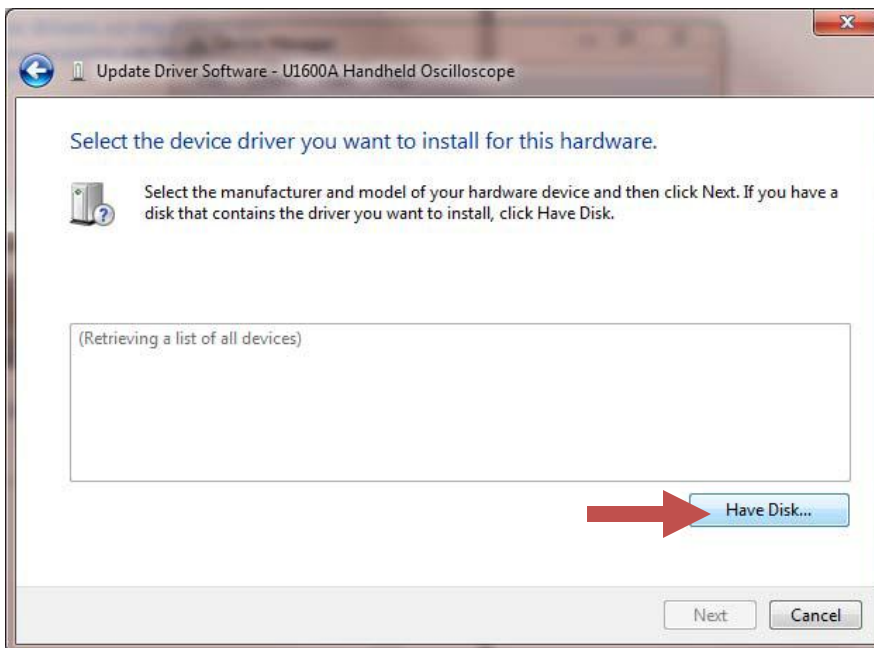 Update Driver Software - U1600A Handheld Oscilloscope
Select the device driver you want to install for this hardware.
Select the manufacturer and model of your hardware device and then click Next. If you have a
disk that contains the driver you want to install, click Have Disk.
(Retrieving a list of all devices)
Have Disk...
Next
Cancel